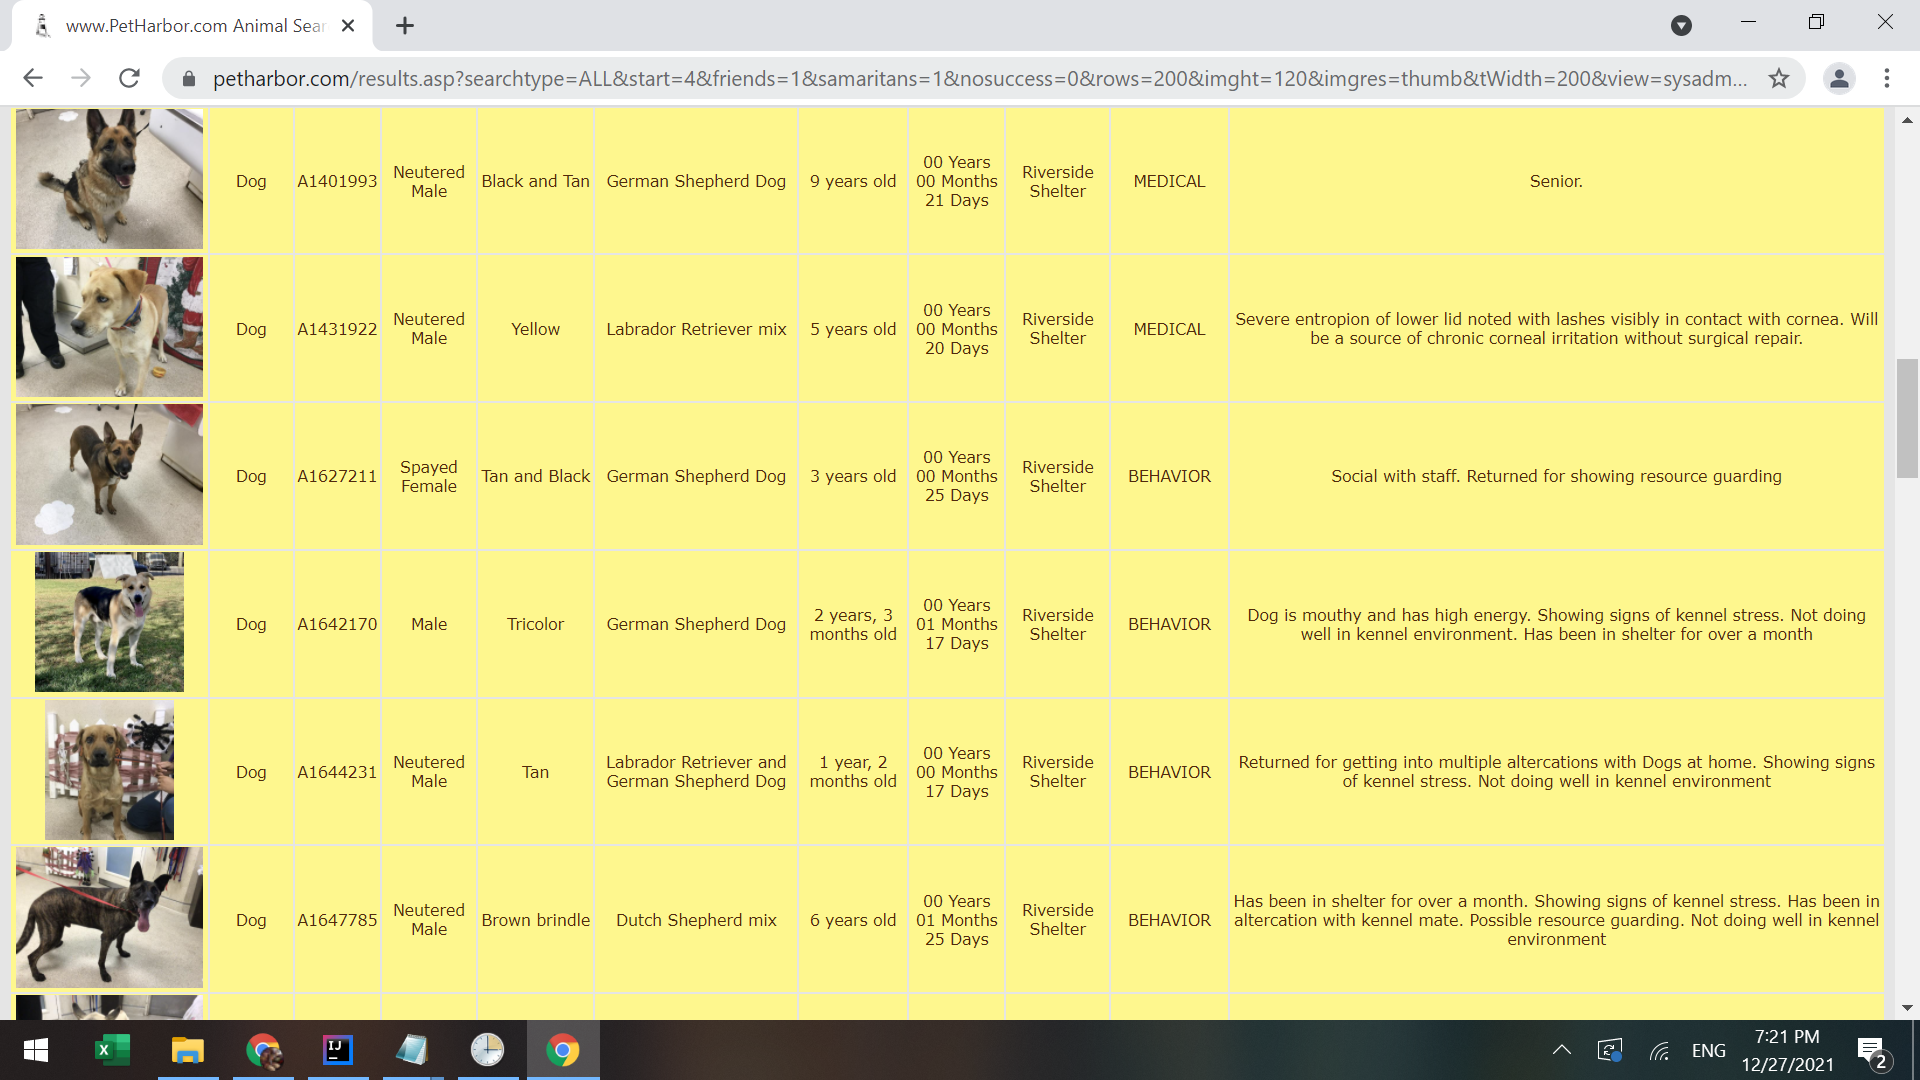 www.PetHarbor.com Animal Sear
petharbor.com/results.asp?searchtype=ALL&start=4&friends=1&samaritans=1&nosuccess=0&rows=200&imght=120&imgres=thumb&tWidth=200&view=sysadm...
Dog
A1401993
Neutered
Male
Black and Tan
German Shepherd Dog
9 years old
00 Years
00 Months
21 Days
Riverside
Shelter
MEDICAL
Senior.
Dog
A1431922
Neutered
Male
Yellow
Labrador Retriever mix
5 years old
00 Years
00 Months
20 Days
Riverside
Shelter
MEDICAL
Severe entropion of lower lid noted with lashes visibly in contact with cornea. Will
be a source of chronic corneal irritation without surgical repair.
Dog
A1627211
Spayed
Female
Tan and Black
German Shepherd Dog
3 years old
00 Years
00 Months
25 Days
Riverside
Shelter
BEHAVIOR
Social with staff. Returned for showing resource guarding
Dog
A1642170
Male
Tricolor
German Shepherd Dog
2 years, 3
months old
00 Years
01 Months
17 Days
Riverside
Shelter
BEHAVIOR
Dog is mouthy and has high energy. Showing signs of kennel stress. Not doing
well in kennel environment. Has been in shelter for over a month
Dog
A1644231
Neutered
Male
Tan
Labrador Retriever and
German Shepherd Dog
1 year, 2
months old
00 Years
00 Months
17 Days
Riverside
Shelter
BEHAVIOR
Returned for getting into multiple altercations with Dogs at home. Showing signs
of kennel stress. Not doing well in kennel environment
Dog
A1647785
Neutered
Male
Brown brindle
Dutch Shepherd mix
6 years old
00 Years
01 Months
25 Days
Riverside
Shelter
BEHAVIOR
Has been in shelter for over a month. Showing signs of kennel stress. Has been in
altercation with kennel mate. Possible resource guarding. Not doing well in kennel
environment
X
IJ
ENG
7:21 PM
12/27/2021
2